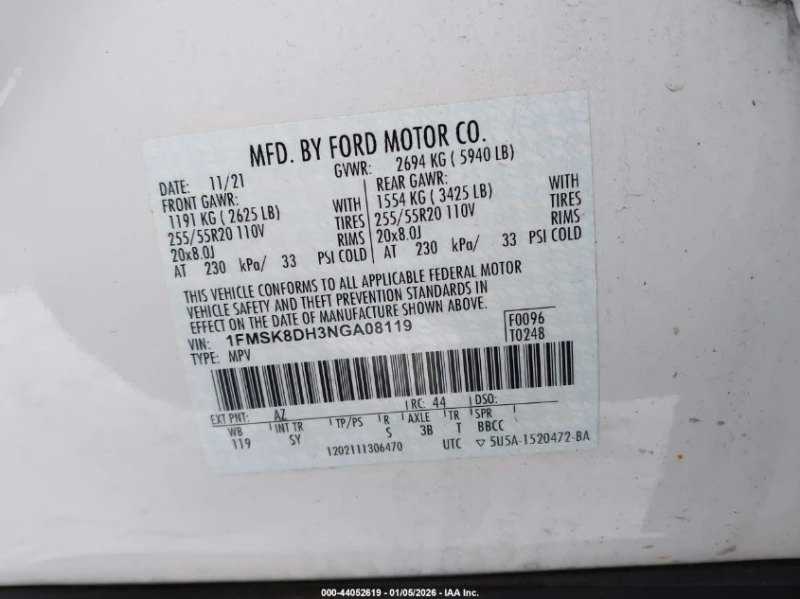 MFD. BY FORD MOTOR CO.
DATE: 11/21 GVWR: 2694 KG ( 5940 LB)
FRONT GAWR: REAR GAWR:
1191 KG ( 2625 LB) WITH 1554 KG ( 3425 LB) WITH
255/55R20 110V TIRES 255/55R20 110V TIRES
20x8.0J RIMS 20x8.0J RIMS
AT 230 kPa/ 33 PSI COLD AT 230 kPa/ 33 PSI COLD
THIS VEHICLE CONFORMS TO ALL APPLICABLE FEDERAL MOTOR
VEHICLE SAFETY AND THEFT PREVENTION STANDARDS IN
EFFECT ON THE DATE OF MANUFACTURE SHOWN ABOVE.
VIN: 1FMSK8DH3NGA08119 F0096
TYPE: MPV T0248
EXT PNT: AZ RC: 44 DSO:
WB INT TR TP/PS R AXLE TR SPR
119 SY S 3B T BBCC
1202111306470 UTC ▽ 5U5A-1520472-BA
000-44052619 - 01/05/2026 - IAA Inc.